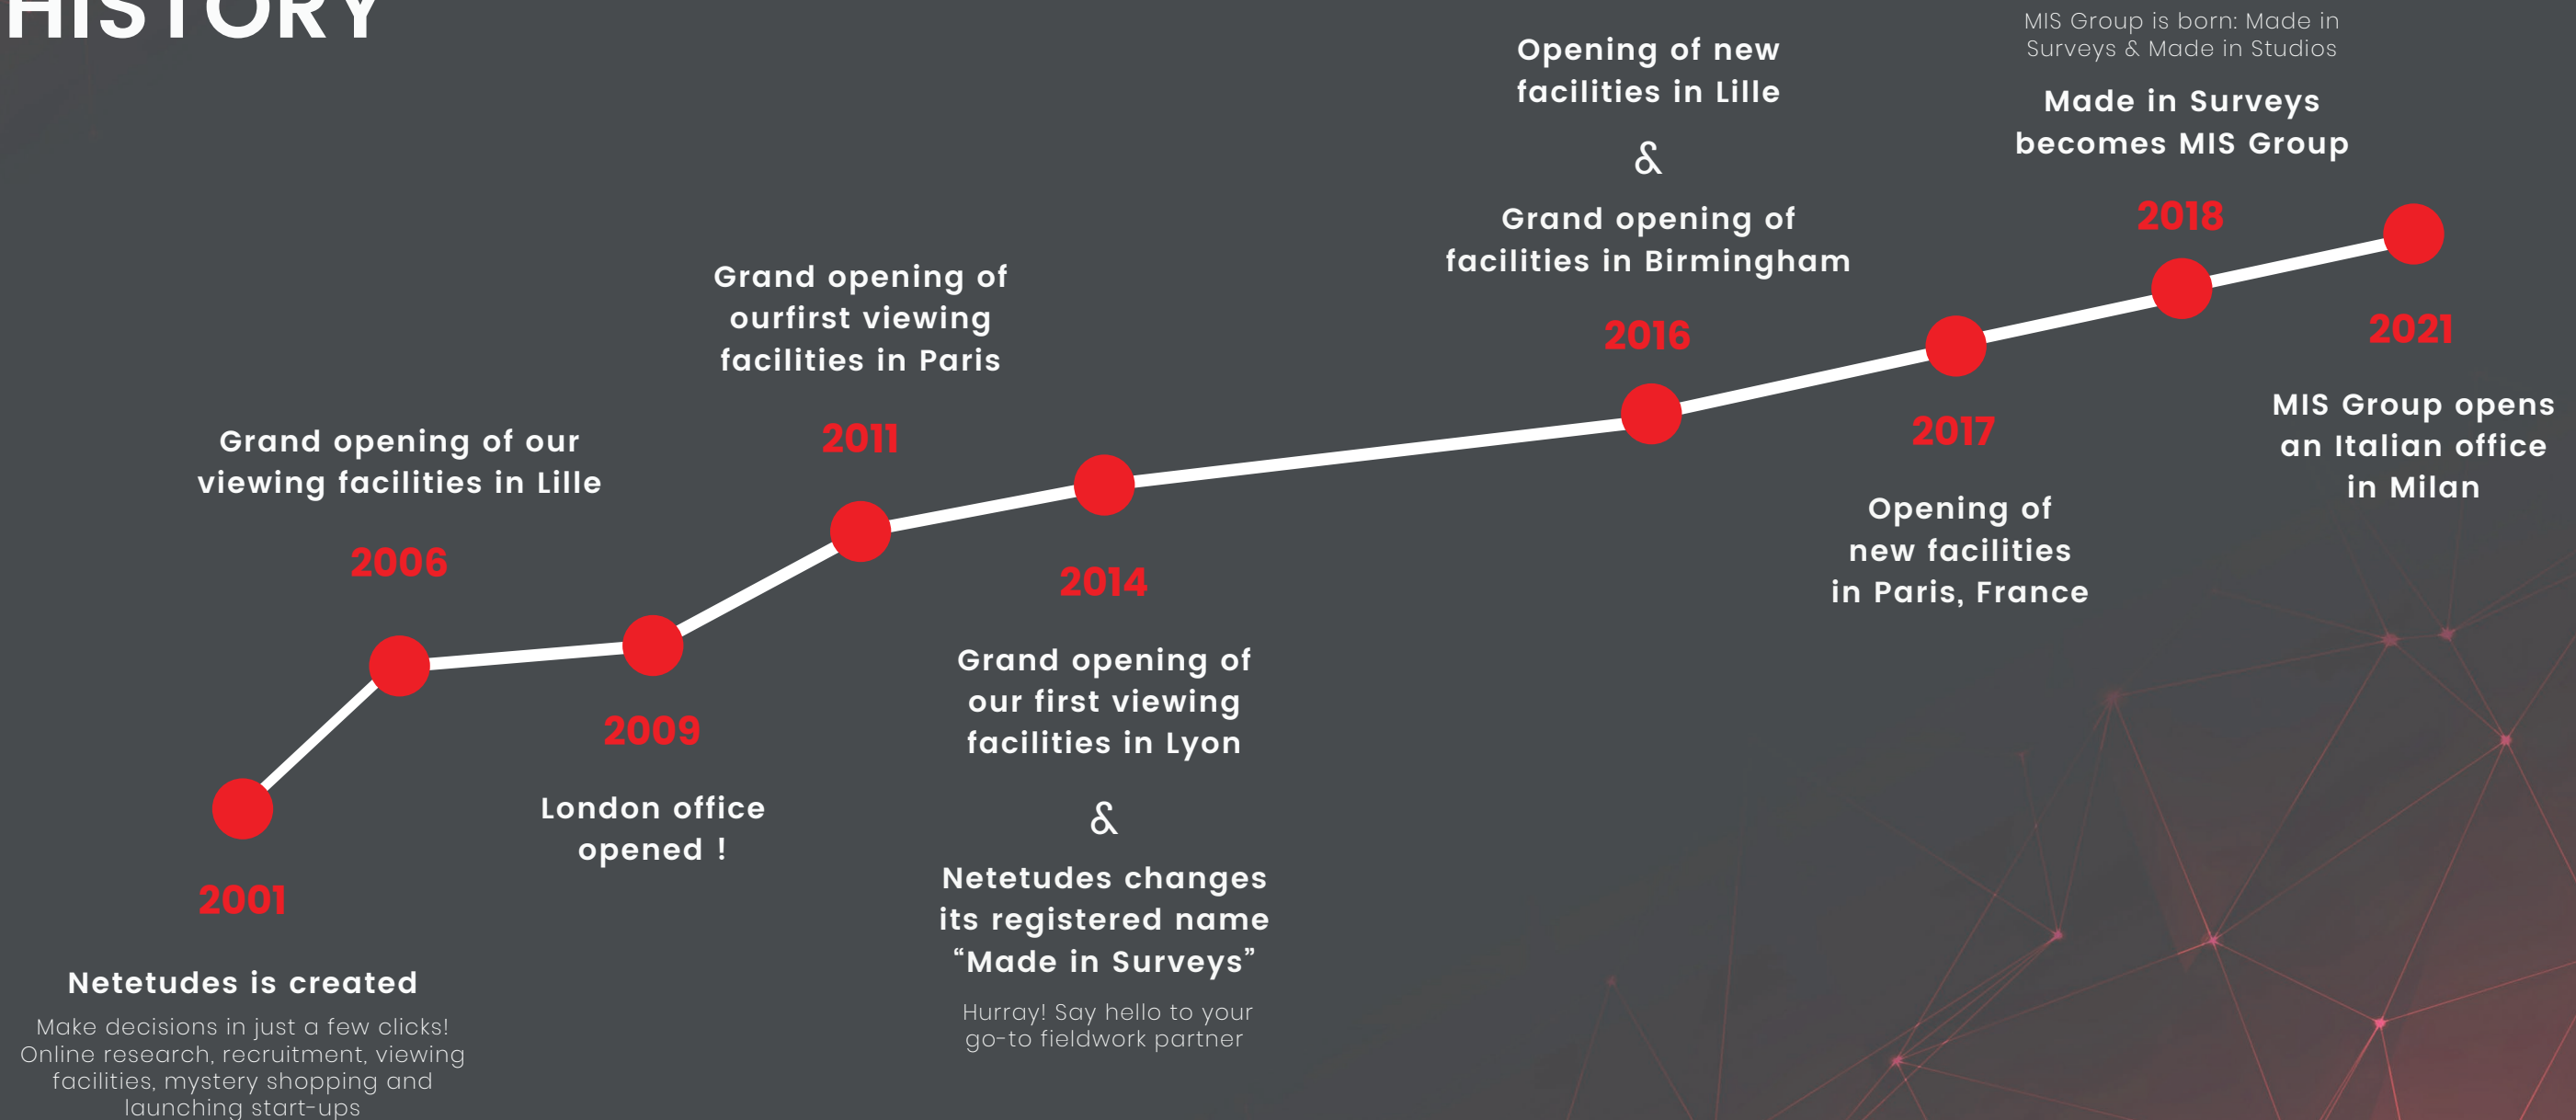 HISTORY
Netetudes is created
Make decisions in just a few clicks!
Online research, recruitment, viewing
facilities, mystery shopping and
launching start-ups
2001
Grand opening of our
viewing facilities in Lille
2006
2009
London office
opened !
Grand opening of
ourfirst viewing
facilities in Paris
2011
2014
Grand opening of
our first viewing
facilities in Lyon
&
Netetudes changes
its registered name
“Made in Surveys”
Hurray! Say hello to your
go-to fieldwork partner
Opening of new
facilities in Lille
&
Grand opening of
facilities in Birmingham
2016
2017
Opening of
new facilities
in Paris, France
MIS Group is born: Made in
Surveys & Made in Studios
Made in Surveys
becomes MIS Group
2018
2021
MIS Group opens
an Italian office
in Milan